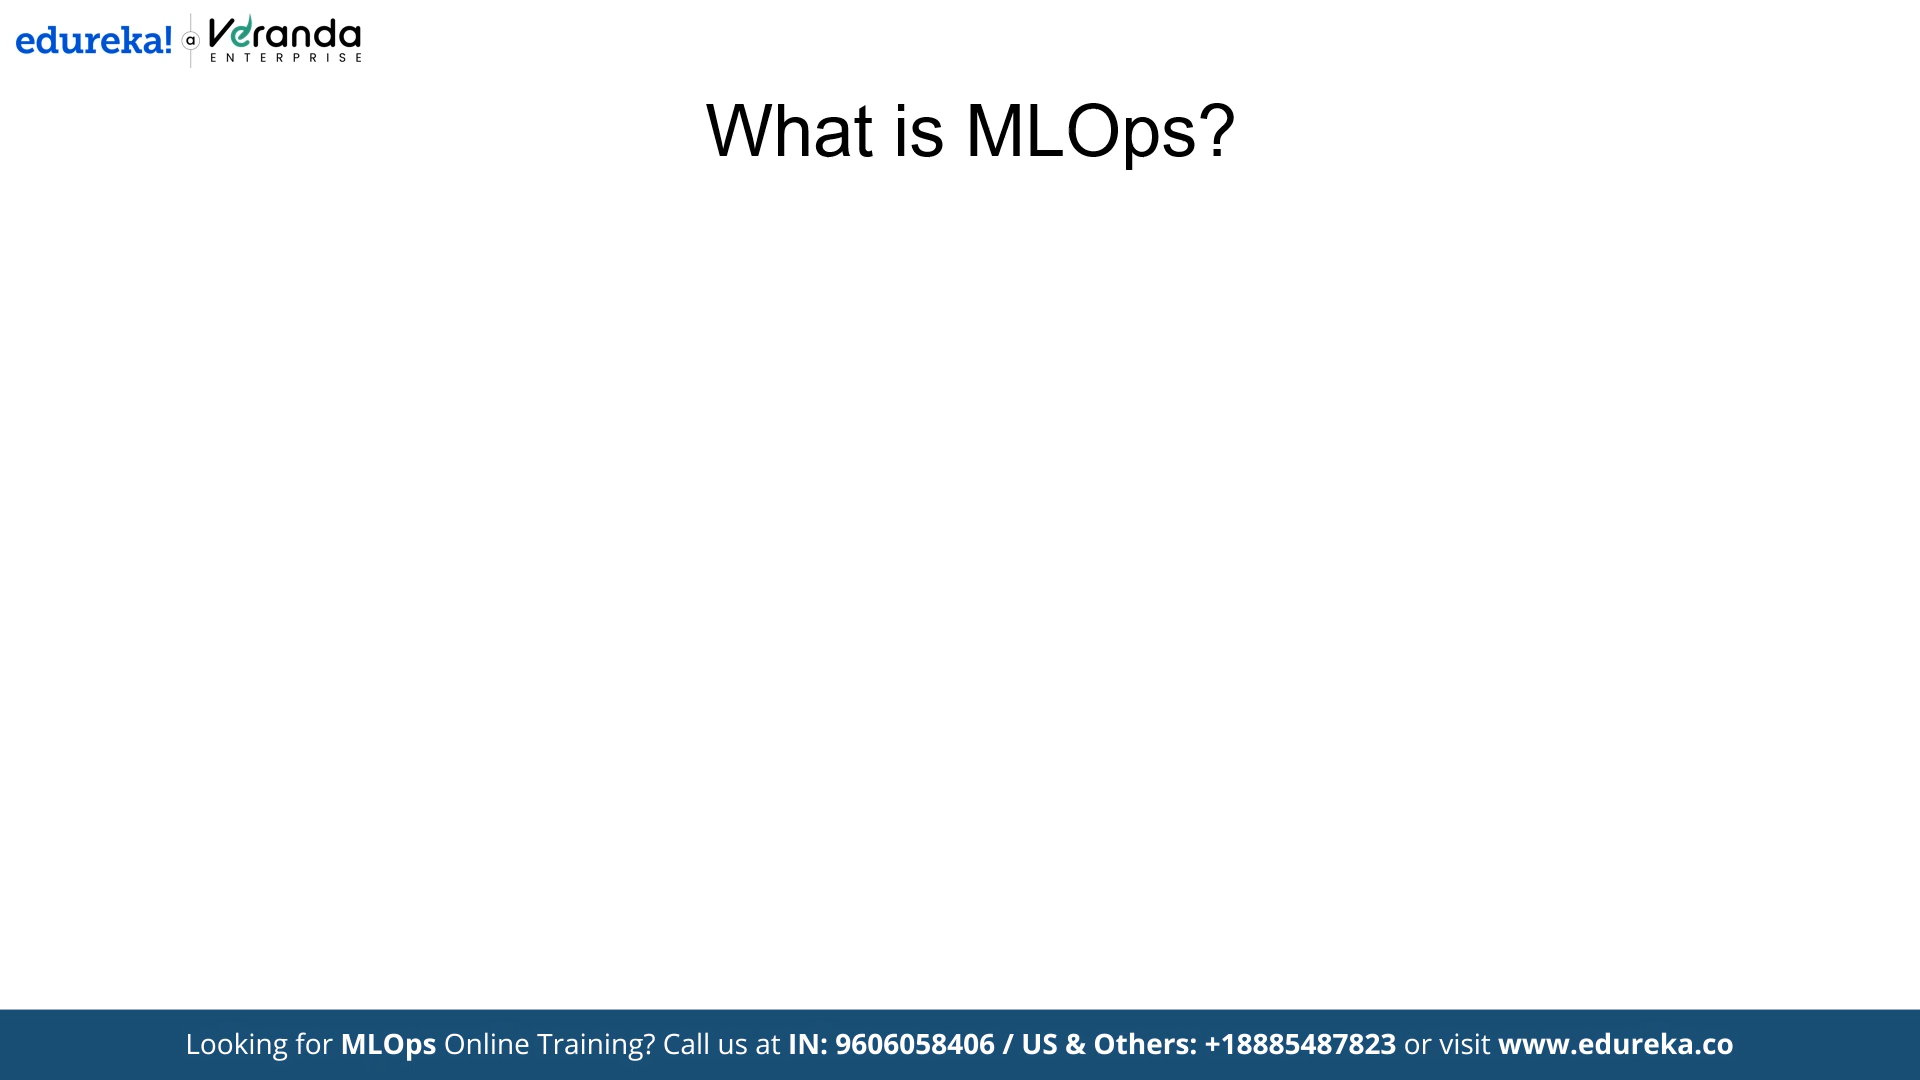 edureka! a Veranda
ENTERPRISE
What is MLOps?
Looking for MLOps Online Training? Call us at IN: 9606058406 / US & Others: +18885487823 or visit www.edureka.co